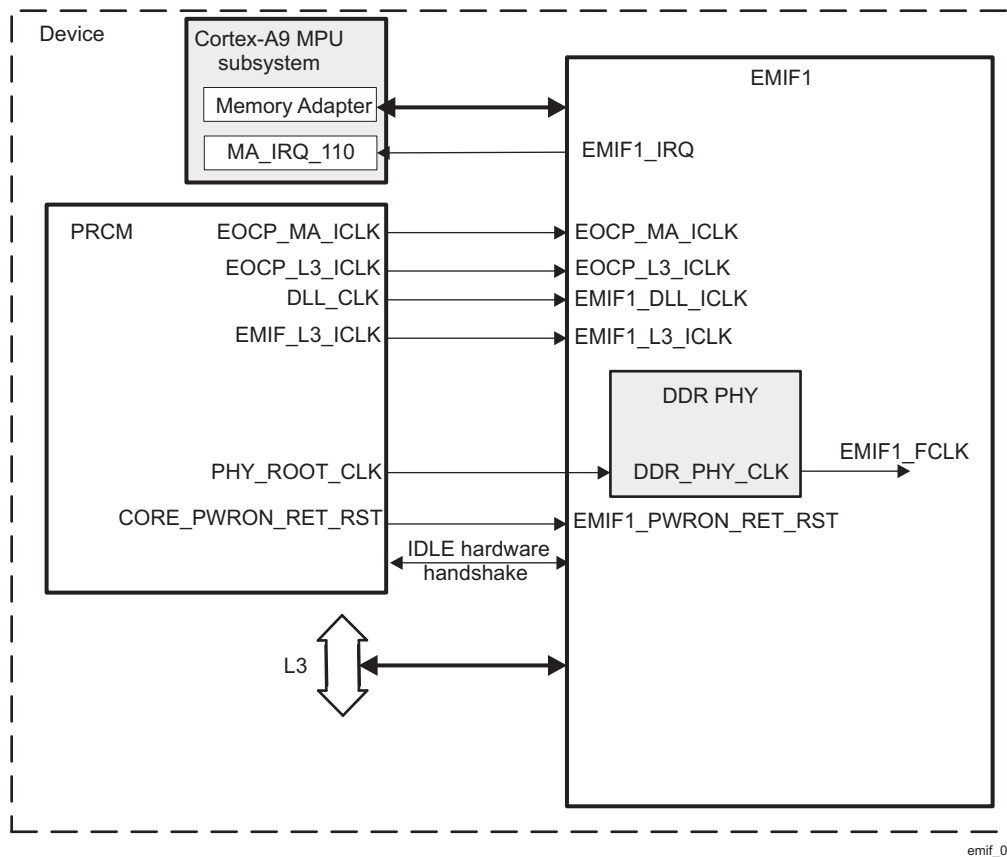 Device
Cortex-A9 MPU
subsystem
Memory Adapter
MA_IRQ_110
EMIF1
EMIF1_IRQ
PRCM
EOCP_MA_ICLK
EOCP_MA_ICLK
EOCP_L3_ICLK
EOCP_L3_ICLK
DLL_CLK
EMIF1_DLL_ICLK
EMIF_L3_ICLK
EMIF1_L3_ICLK
DDR PHY
PHY_ROOT_CLK
DDR_PHY_CLK
EMIF1_FCLK
CORE_PWRON_RET_RST
EMIF1_PWRON_RET_RST
IDLE hardware
handshake
L3
emif_0